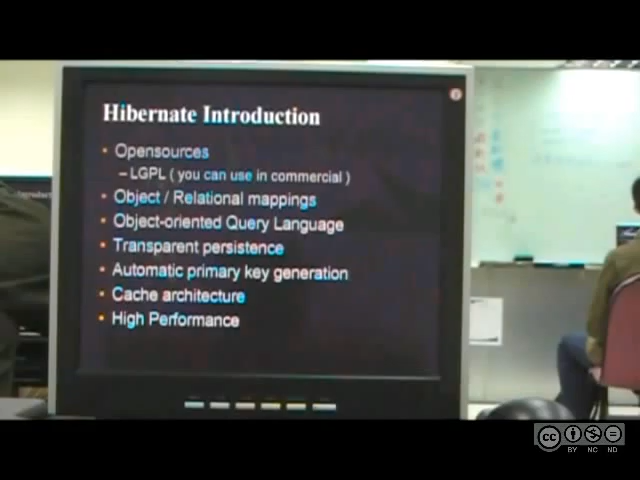 Hibernate Introduction
• Opensources
– LGPL ( you can use in commercial )
• Object / Relational mappings
• Object-oriented Query Language
• Transparent persistence
• Automatic primary key generation
• Cache architecture
• High Performance
cc
BY NC ND